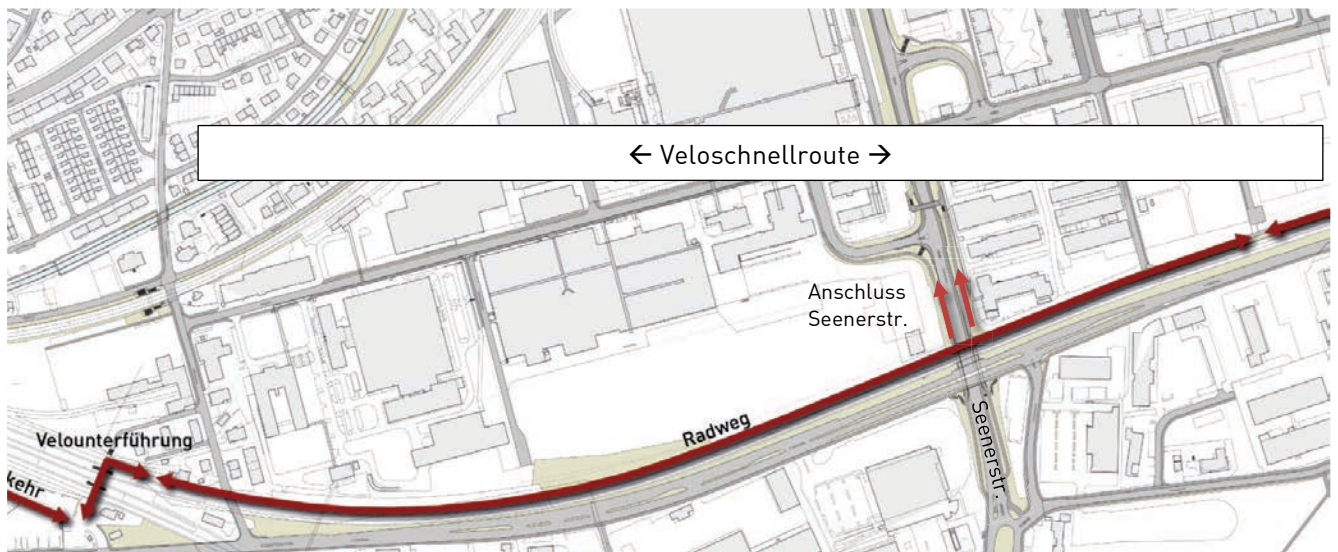 ← Veloschnellroute →
Anschluss
Seenerstr.
Radweg
Seenerstr.
Velounterführung
kehr